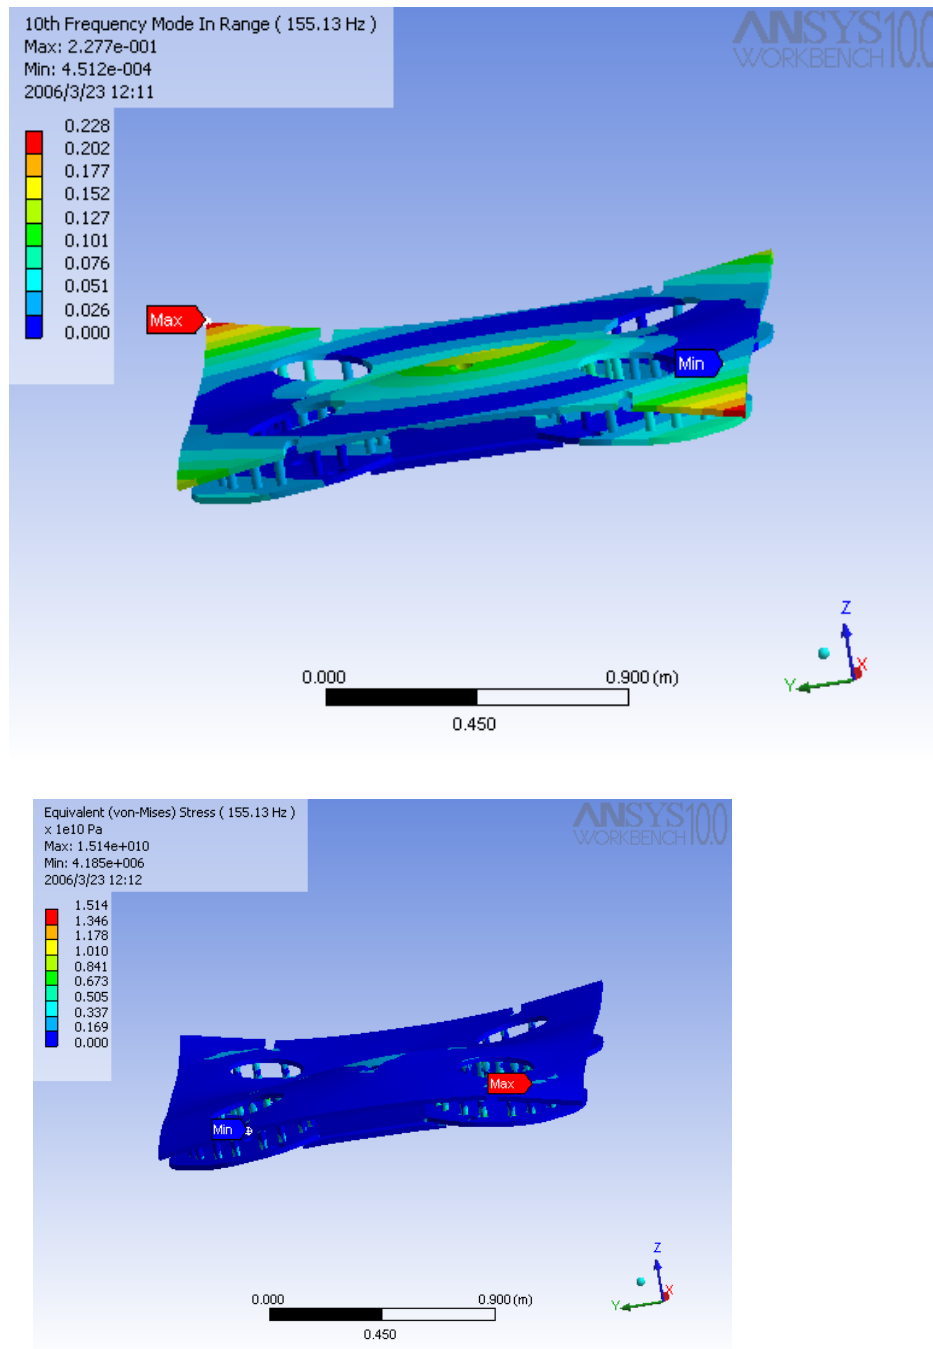 10th Frequency Mode In Range ( 155.13 Hz )
Max: 2.277e-001
Min: 4.512e-004
2006/3/23 12:11
ANSYS 10.0
WORKBENCH
0.228
0.202
0.177
0.152
0.127
0.101
0.076
0.051
0.026
0.000
Max
Min
Z
X
Y
0.000
0.900 (m)
0.450
Equivalent (von-Mises) Stress ( 155.13 Hz )
x 1e10 Pa
Max: 1.514e+010
Min: 4.185e+006
2006/3/23 12:12
ANSYS 10.0
WORKBENCH
1.514
1.346
1.178
1.010
0.841
0.673
0.505
0.337
0.169
0.000
Max
Min
Z
X
Y
0.000
0.900 (m)
0.450